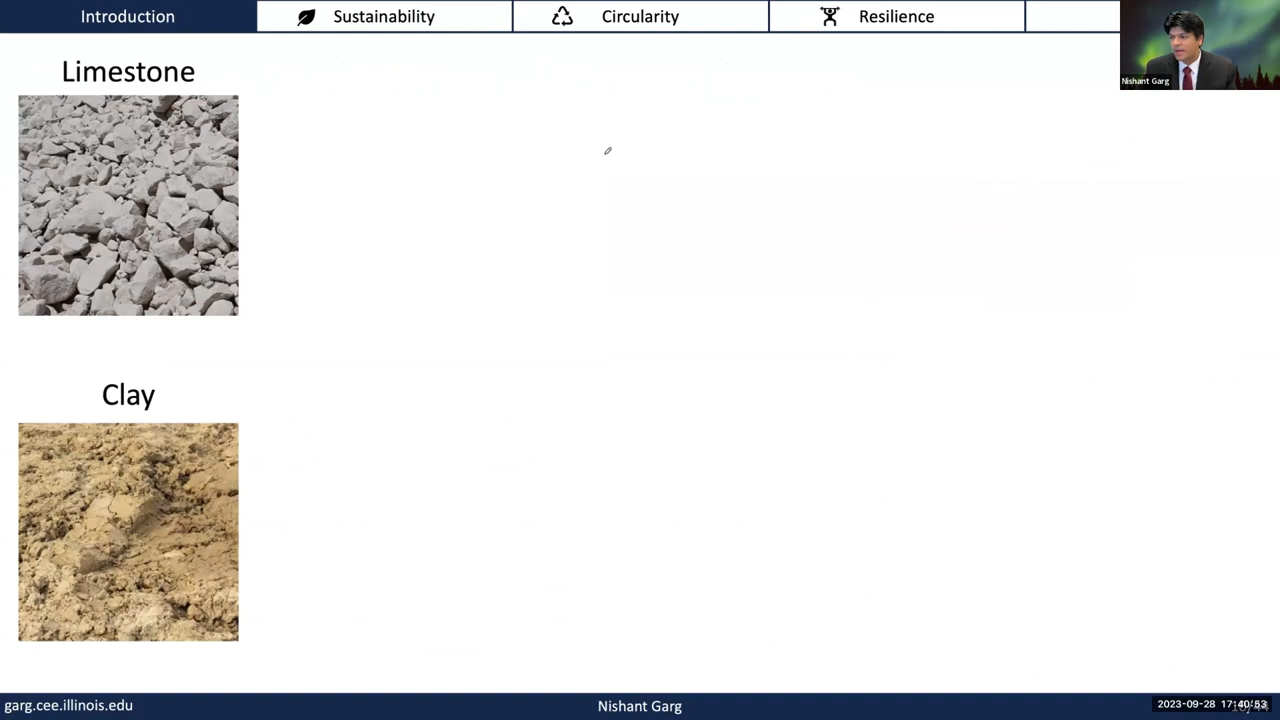 Introduction
Sustainability
Circularity
Resilience
Nishant Garg
Limestone
Clay
garg.cee.illinois.edu
Nishant Garg
2023-09-28 17:40:53